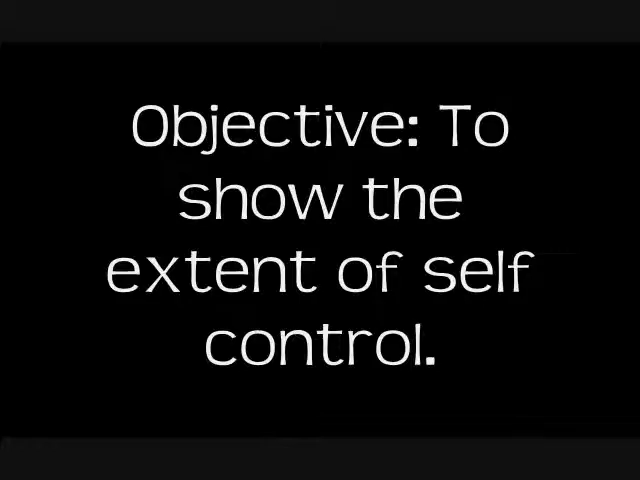 Objective: To
show the
extent of self
control.